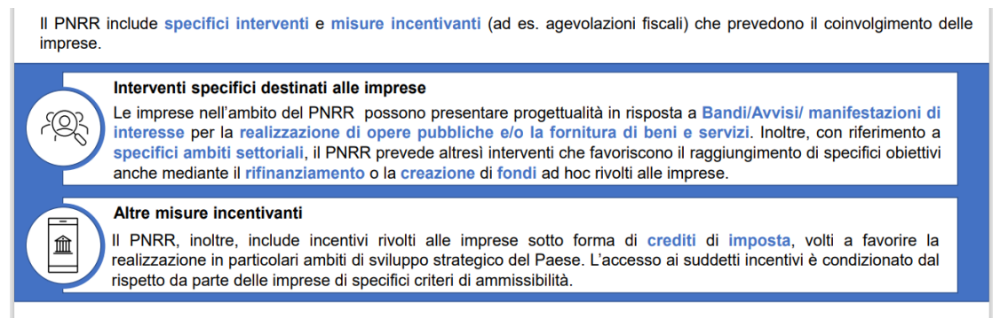 Il PNRR include specifici interventi e misure incentivanti (ad es. agevolazioni fiscali) che prevedono il coinvolgimento delle
imprese.
Interventi specifici destinati alle imprese
Le imprese nell'ambito del PNRR possono presentare progettualità in risposta a Bandi/Avvisi/ manifestazioni di
interesse per la realizzazione di opere pubbliche e/o la fornitura di beni e servizi. Inoltre, con riferimento a
specifici ambiti settoriali, il PNRR prevede altresì interventi che favoriscono il raggiungimento di specifici obiettivi
anche mediante il rifinanziamento o la creazione di fondi ad hoc rivolti alle imprese.
Altre misure incentivanti
Il PNRR, inoltre, include incentivi rivolti alle imprese sotto forma di crediti di imposta, volti a favorire la
realizzazione in particolari ambiti di sviluppo strategico del Paese. L'accesso ai suddetti incentivi è condizionato dal
rispetto da parte delle imprese di specifici criteri di ammissibilità.